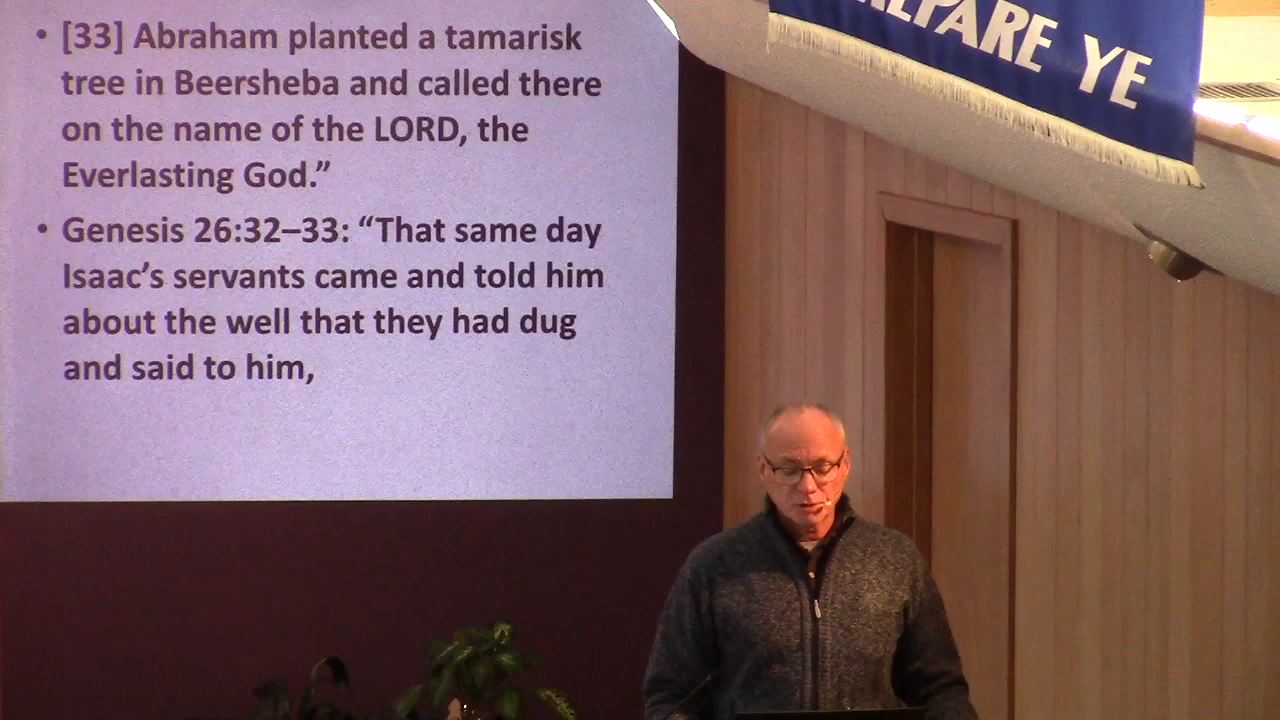 • [33] Abraham planted a tamarisk
tree in Beersheba and called there
on the name of the LORD, the
Everlasting God.”
• Genesis 26:32–33: “That same day
Isaac’s servants came and told him
about the well that they had dug
and said to him,
YE